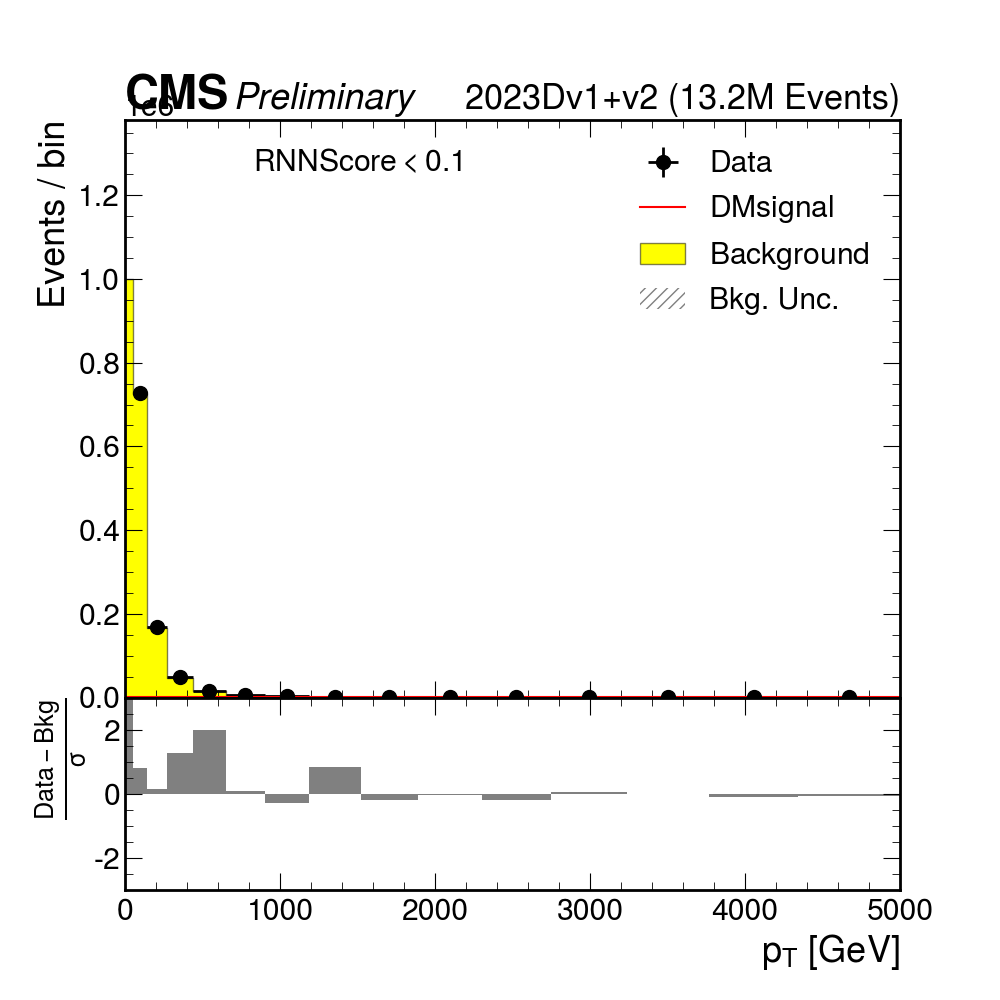 CMS Preliminary 2023Dv1+v2 (13.2M Events)
1e6
Events / bin
RNNScore < 0.1
Data
DMsignal
Background
Bkg. Unc.
1.2
1.0
0.8
0.6
0.4
0.2
0.0
Data − Bkg
σ
2
0
-2
0 1000 2000 3000 4000 5000
p_T [GeV]